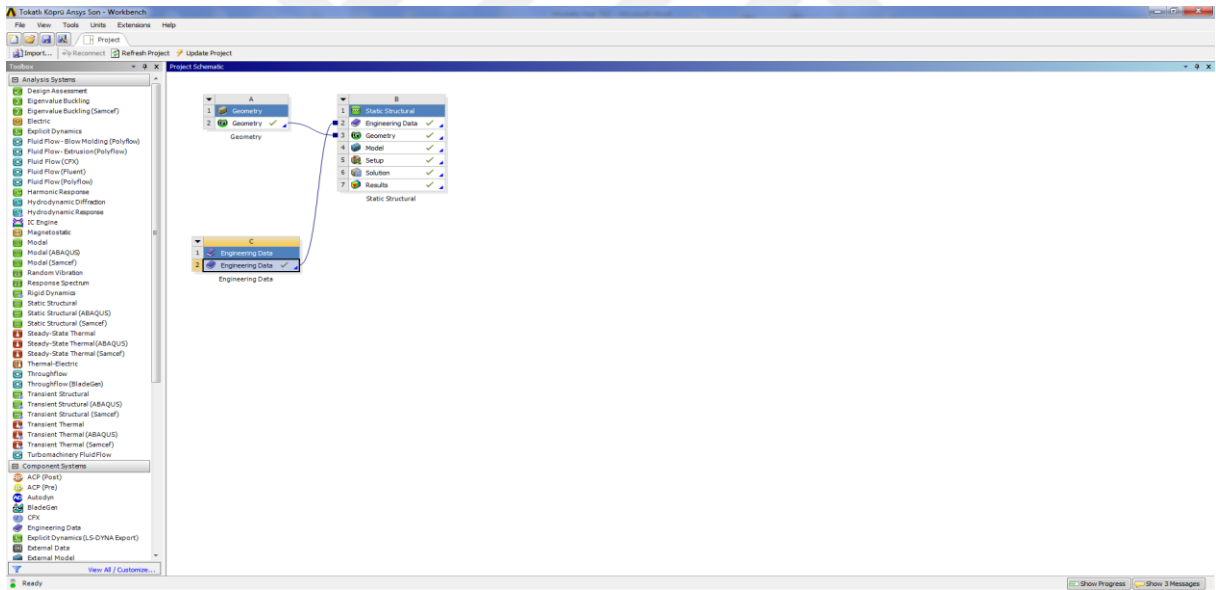 Tokatlı Köprü Ansys Son - Workbench
File View Tools Units Extensions Help
Project
Import... Reconnect Refresh Project Update Project
Toolbox
Project Schematic
Analysis Systems
Design Assessment
Eigenvalue Buckling
Eigenvalue Buckling (Samcef)
Electric
Explicit Dynamics
Fluid Flow - Blow Molding (Polyflow)
Fluid Flow - Extrusion (Polyflow)
Fluid Flow (CFX)
Fluid Flow (Fluent)
Fluid Flow (Polyflow)
Harmonic Response
Hydrodynamic Diffraction
Hydrodynamic Response
IC Engine
Magnetostatic
Modal
Modal (ABAQUS)
Modal (Samcef)
Random Vibration
Response Spectrum
Rigid Dynamics
Static Structural
Static Structural (ABAQUS)
Static Structural (Samcef)
Steady-State Thermal
Steady-State Thermal (ABAQUS)
Steady-State Thermal (Samcef)
Thermal-Electric
Throughflow
Throughflow (BladeGen)
Transient Structural
Transient Structural (ABAQUS)
Transient Structural (Samcef)
Transient Thermal
Transient Thermal (ABAQUS)
Transient Thermal (Samcef)
Turbomachinery Fluid Flow
Component Systems
ACP (Post)
ACP (Pre)
Autodyn
BladeGen
CFX
Engineering Data
Explicit Dynamics (LS-DYNA Export)
External Data
External Model
View All / Customize...
A
1 Geometry
2 Geometry
Geometry
B
1 Static Structural
2 Engineering Data
3 Geometry
4 Model
5 Setup
6 Solution
7 Results
Static Structural
C
1 Engineering Data
2 Engineering Data
Engineering Data
Ready
Show Progress Show 3 Messages